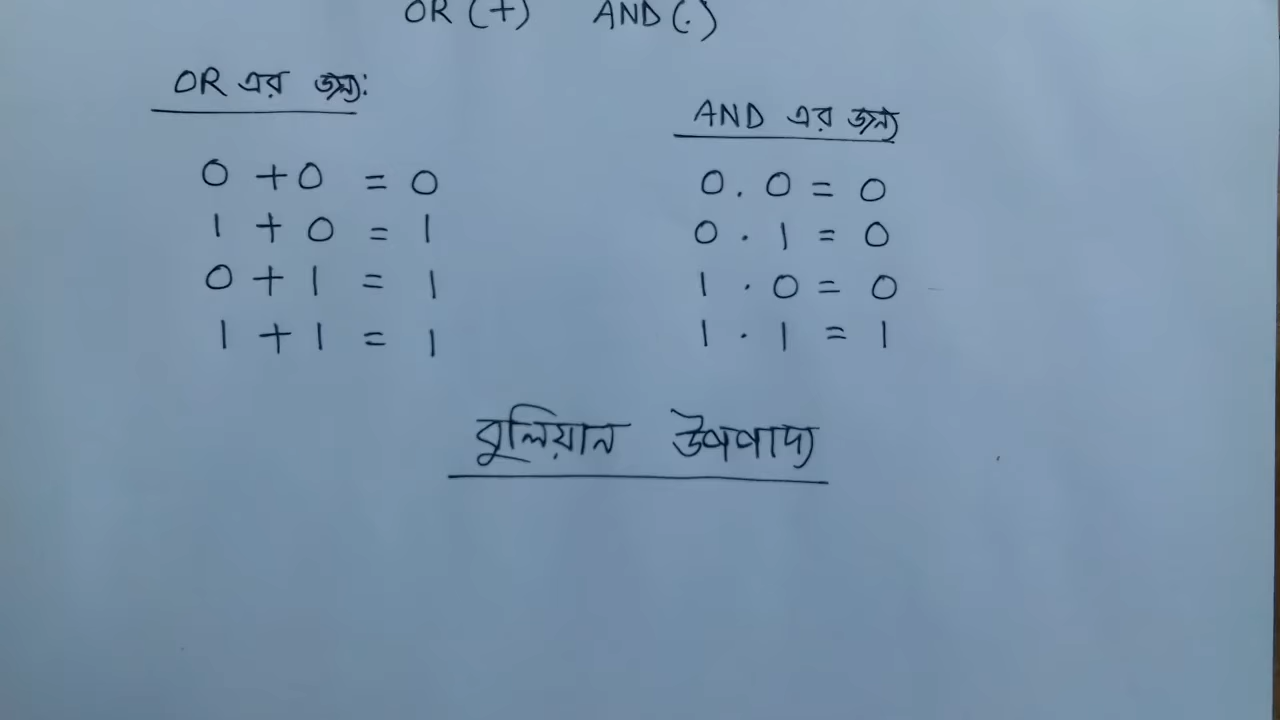 OR (+) AND (.)
OR এর জন্য:
0 + 0 = 0
1 + 0 = 1
0 + 1 = 1
1 + 1 = 1
AND এর জন্য
0 . 0 = 0
0 . 1 = 0
1 . 0 = 0
1 . 1 = 1
বুলিয়ান উপপাদ্য